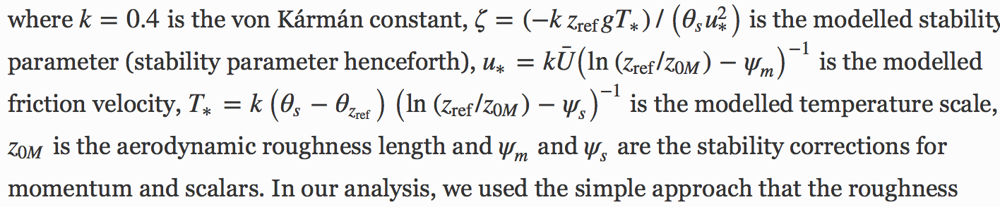 where k = 0.4 is the von Kármán constant, ζ = (−k z_ref g T_*) / (θ_s u_*^2) is the modelled stability
parameter (stability parameter henceforth), u_* = kŪ(ln (z_ref/z_0M) − ψ_m)^−1 is the modelled
friction velocity, T_* = k (θ_s − θ_z_ref) (ln (z_ref/z_0M) − ψ_s)^−1 is the modelled temperature scale,
z_0M is the aerodynamic roughness length and ψ_m and ψ_s are the stability corrections for
momentum and scalars. In our analysis, we used the simple approach that the roughness